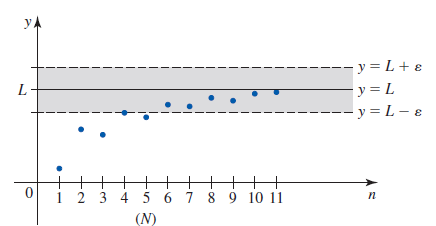 y
y = L + ε
L
y = L
y = L − ε
0 1 2 3 4 5 6 7 8 9 10 11 n
(N)